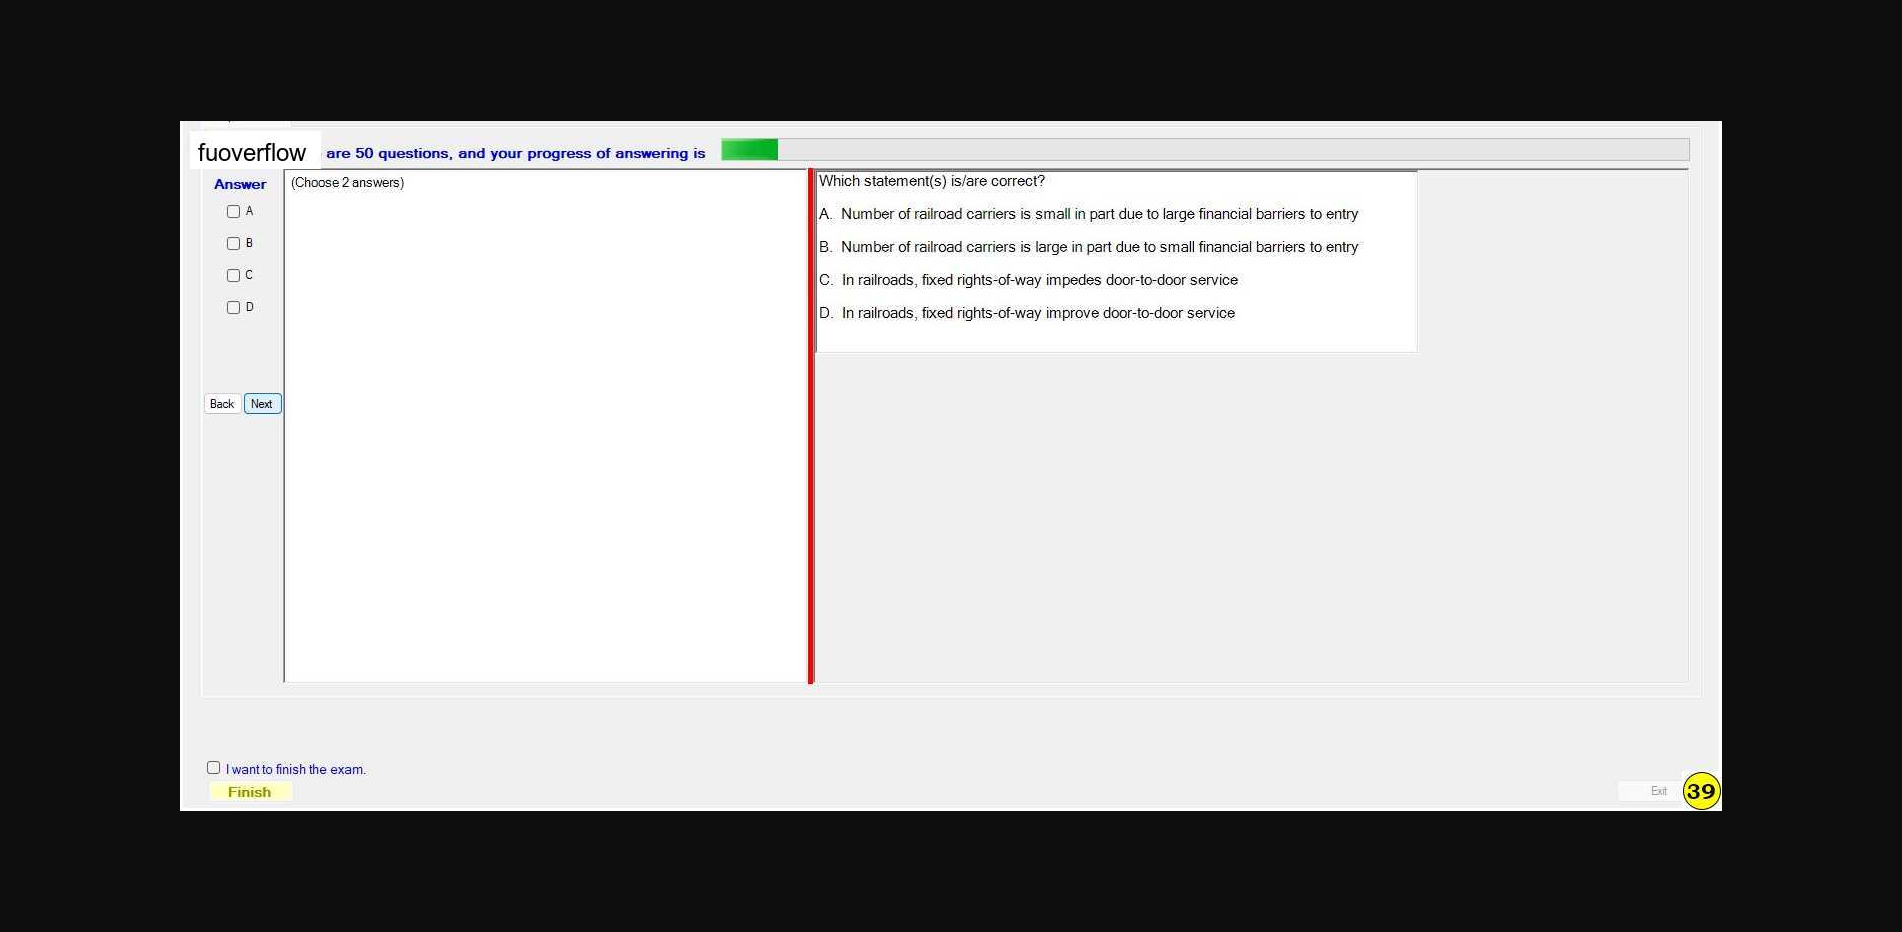 fuoverflow are 50 questions, and your progress of answering is
Answer
A
B
C
D
Back Next
(Choose 2 answers)
Which statement(s) is/are correct?
A. Number of railroad carriers is small in part due to large financial barriers to entry
B. Number of railroad carriers is large in part due to small financial barriers to entry
C. In railroads, fixed rights-of-way impedes door-to-door service
D. In railroads, fixed rights-of-way improve door-to-door service
I want to finish the exam.
Finish
Exit
39